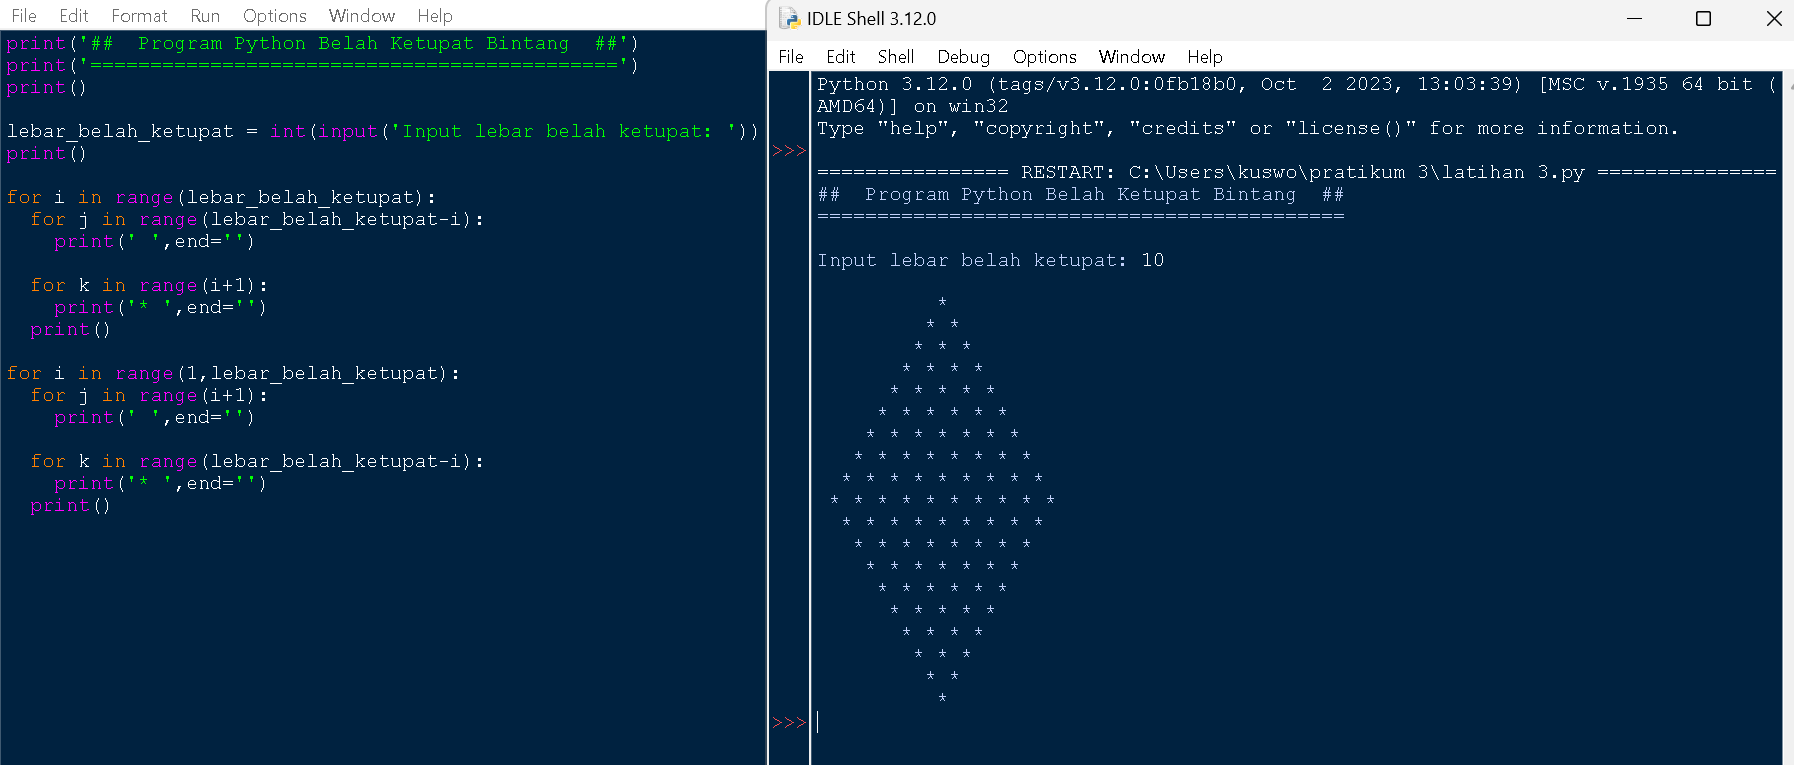 File Edit Format Run Options Window Help
print('##  Program Python Belah Ketupat Bintang  ##')
print('============================================')
print()

lebar_belah_ketupat = int(input('Input lebar belah ketupat: '))
print()

for i in range(lebar_belah_ketupat):
  for j in range(lebar_belah_ketupat-i):
    print(' ',end='')

  for k in range(i+1):
    print('* ',end='')
  print()

for i in range(1,lebar_belah_ketupat):
  for j in range(i+1):
    print(' ',end='')

  for k in range(lebar_belah_ketupat-i):
    print('* ',end='')
  print()
IDLE Shell 3.12.0
File Edit Shell Debug Options Window Help
Python 3.12.0 (tags/v3.12.0:0fb18b0, Oct  2 2023, 13:03:39) [MSC v.1935 64 bit (
AMD64)] on win32
Type "help", "copyright", "credits" or "license()" for more information.
>>>
================ RESTART: C:\Users\kuswo\pratikum 3\latihan 3.py ===============
##  Program Python Belah Ketupat Bintang  ##
============================================

Input lebar belah ketupat: 10

          *
         * *
        * * *
       * * * *
      * * * * *
     * * * * * *
    * * * * * * *
   * * * * * * * *
  * * * * * * * * *
 * * * * * * * * * *
  * * * * * * * * *
   * * * * * * * *
    * * * * * * *
     * * * * * *
      * * * * *
       * * * *
        * * *
         * *
          *
>>>